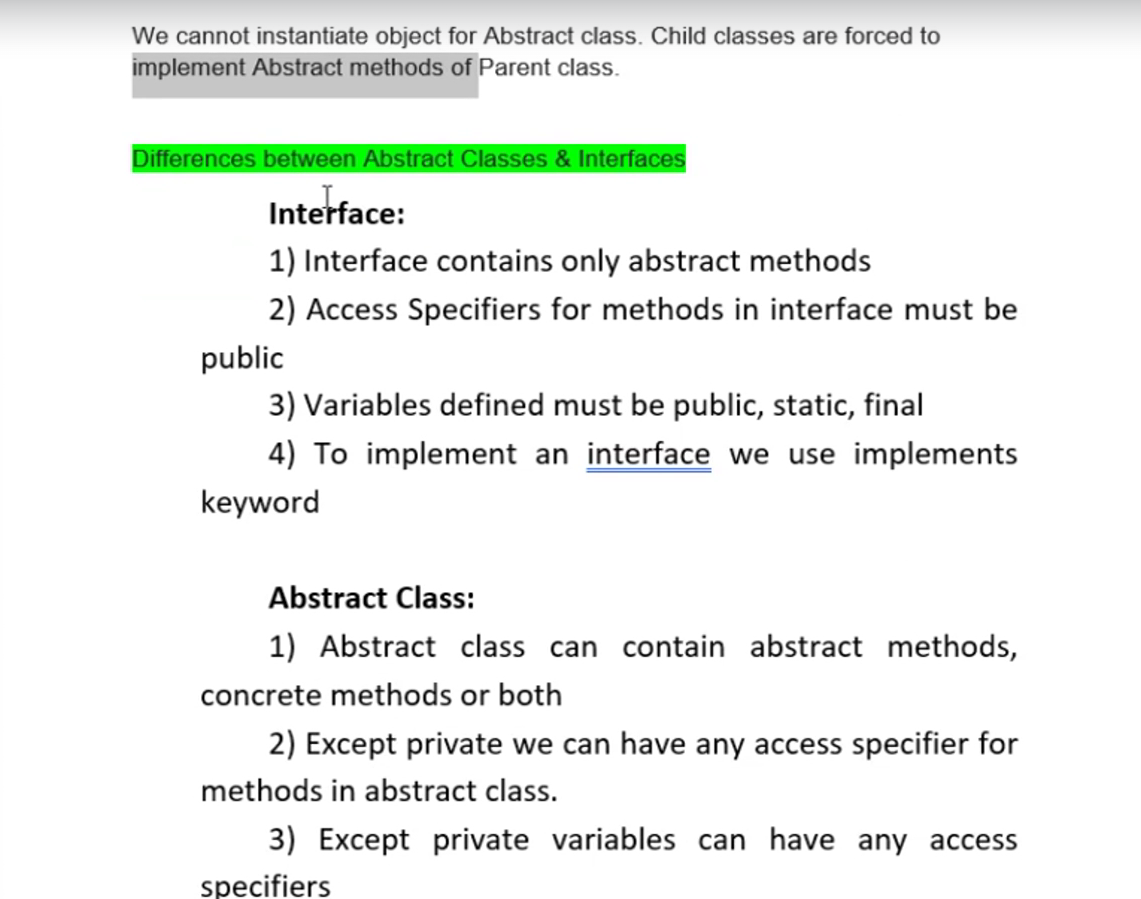 We cannot instantiate object for Abstract class. Child classes are forced to
implement Abstract methods of Parent class.
Differences between Abstract Classes & Interfaces
Interface:
1) Interface contains only abstract methods
2) Access Specifiers for methods in interface must be
public
3) Variables defined must be public, static, final
4) To implement an interface we use implements
keyword
Abstract Class:
1) Abstract class can contain abstract methods,
concrete methods or both
2) Except private we can have any access specifier for
methods in abstract class.
3) Except private variables can have any access
specifiers